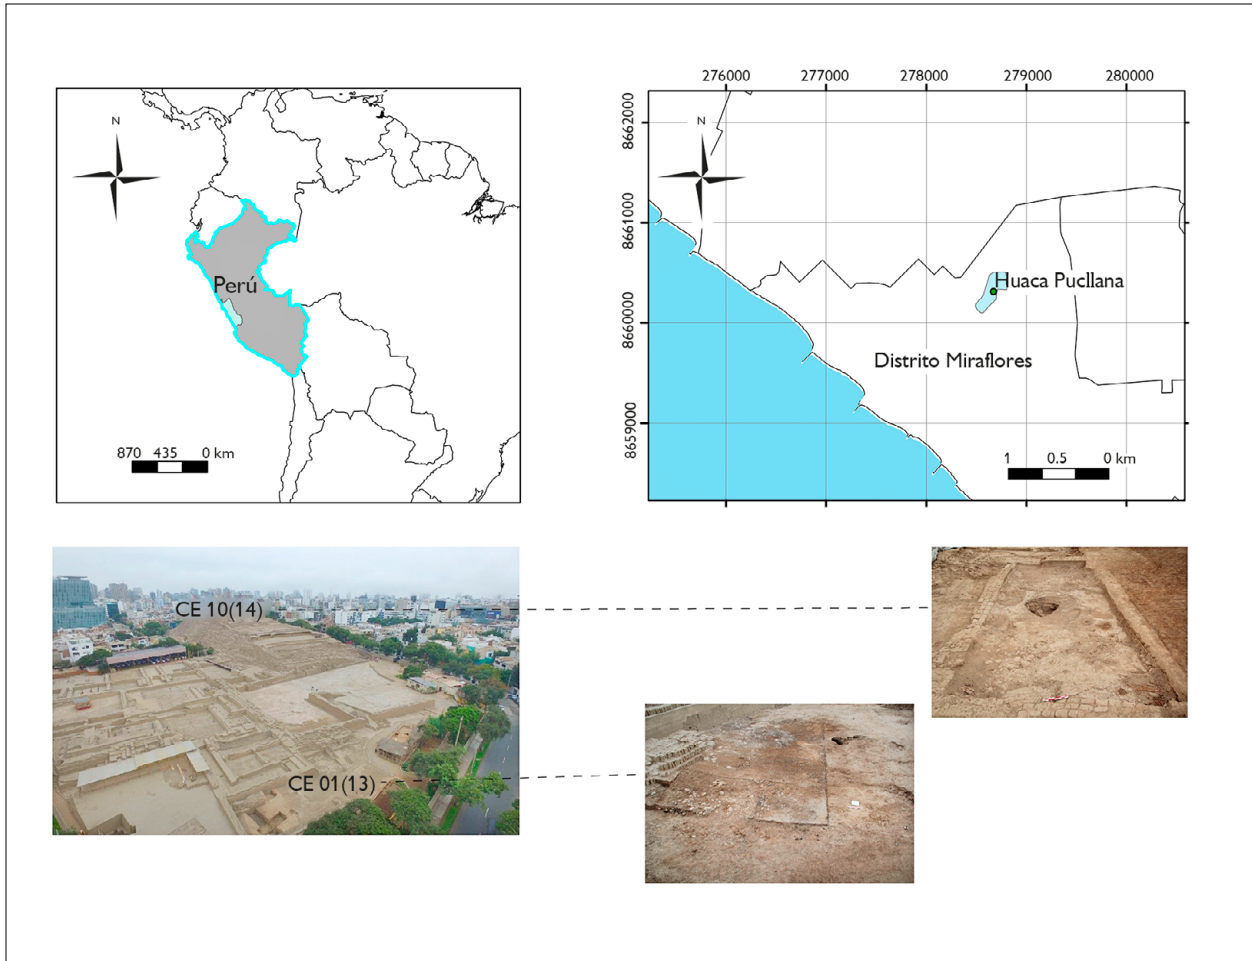 N
Perú
870 435 0 km
276000 277000 278000 279000 280000
8662000
8661000
8660000
8659000
N
Huaca Pucllana
Distrito Miraflores
1 0.5 0 km
CE 10(14)
CE 01(13)